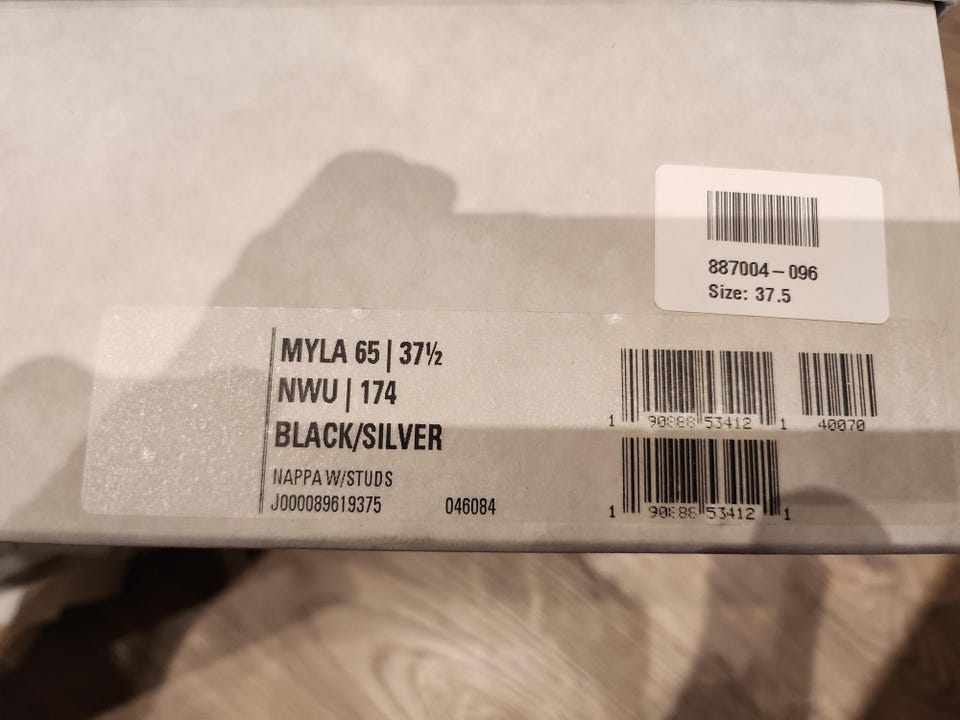 887004-096
Size: 37.5
MYLA 65 | 37½
NWU | 174
BLACK/SILVER
NAPPA W/STUDS
J000089619375 046084
1 90888 53412 1 40070
1 90888 53412 1